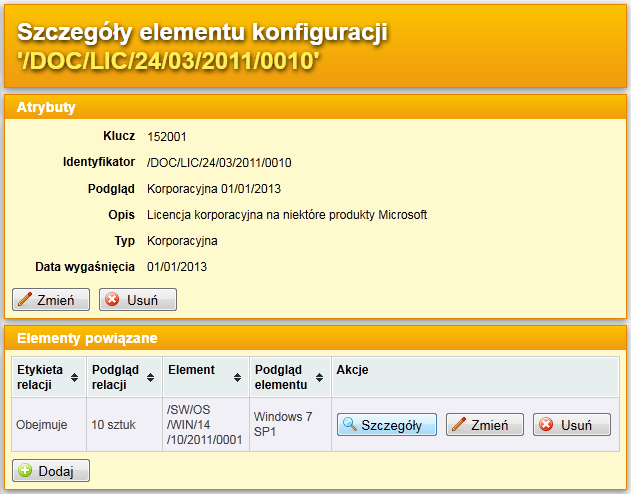 Szczegóły elementu konfiguracji
'/DOC/LIC/24/03/2011/0010'
Atrybuty
Klucz 152001
Identyfikator /DOC/LIC/24/03/2011/0010
Podgląd Korporacyjna 01/01/2013
Opis Licencja korporacyjna na niektóre produkty Microsoft
Typ Korporacyjna
Data wygaśnięcia 01/01/2013
Zmień Usuń
Elementy powiązane
Etykieta relacji Podgląd relacji Element Podgląd elementu Akcje
Obejmuje 10 sztuk /SW/OS /WIN/14 /10/2011/0001 Windows 7 SP1 Szczegóły Zmień Usuń
Dodaj